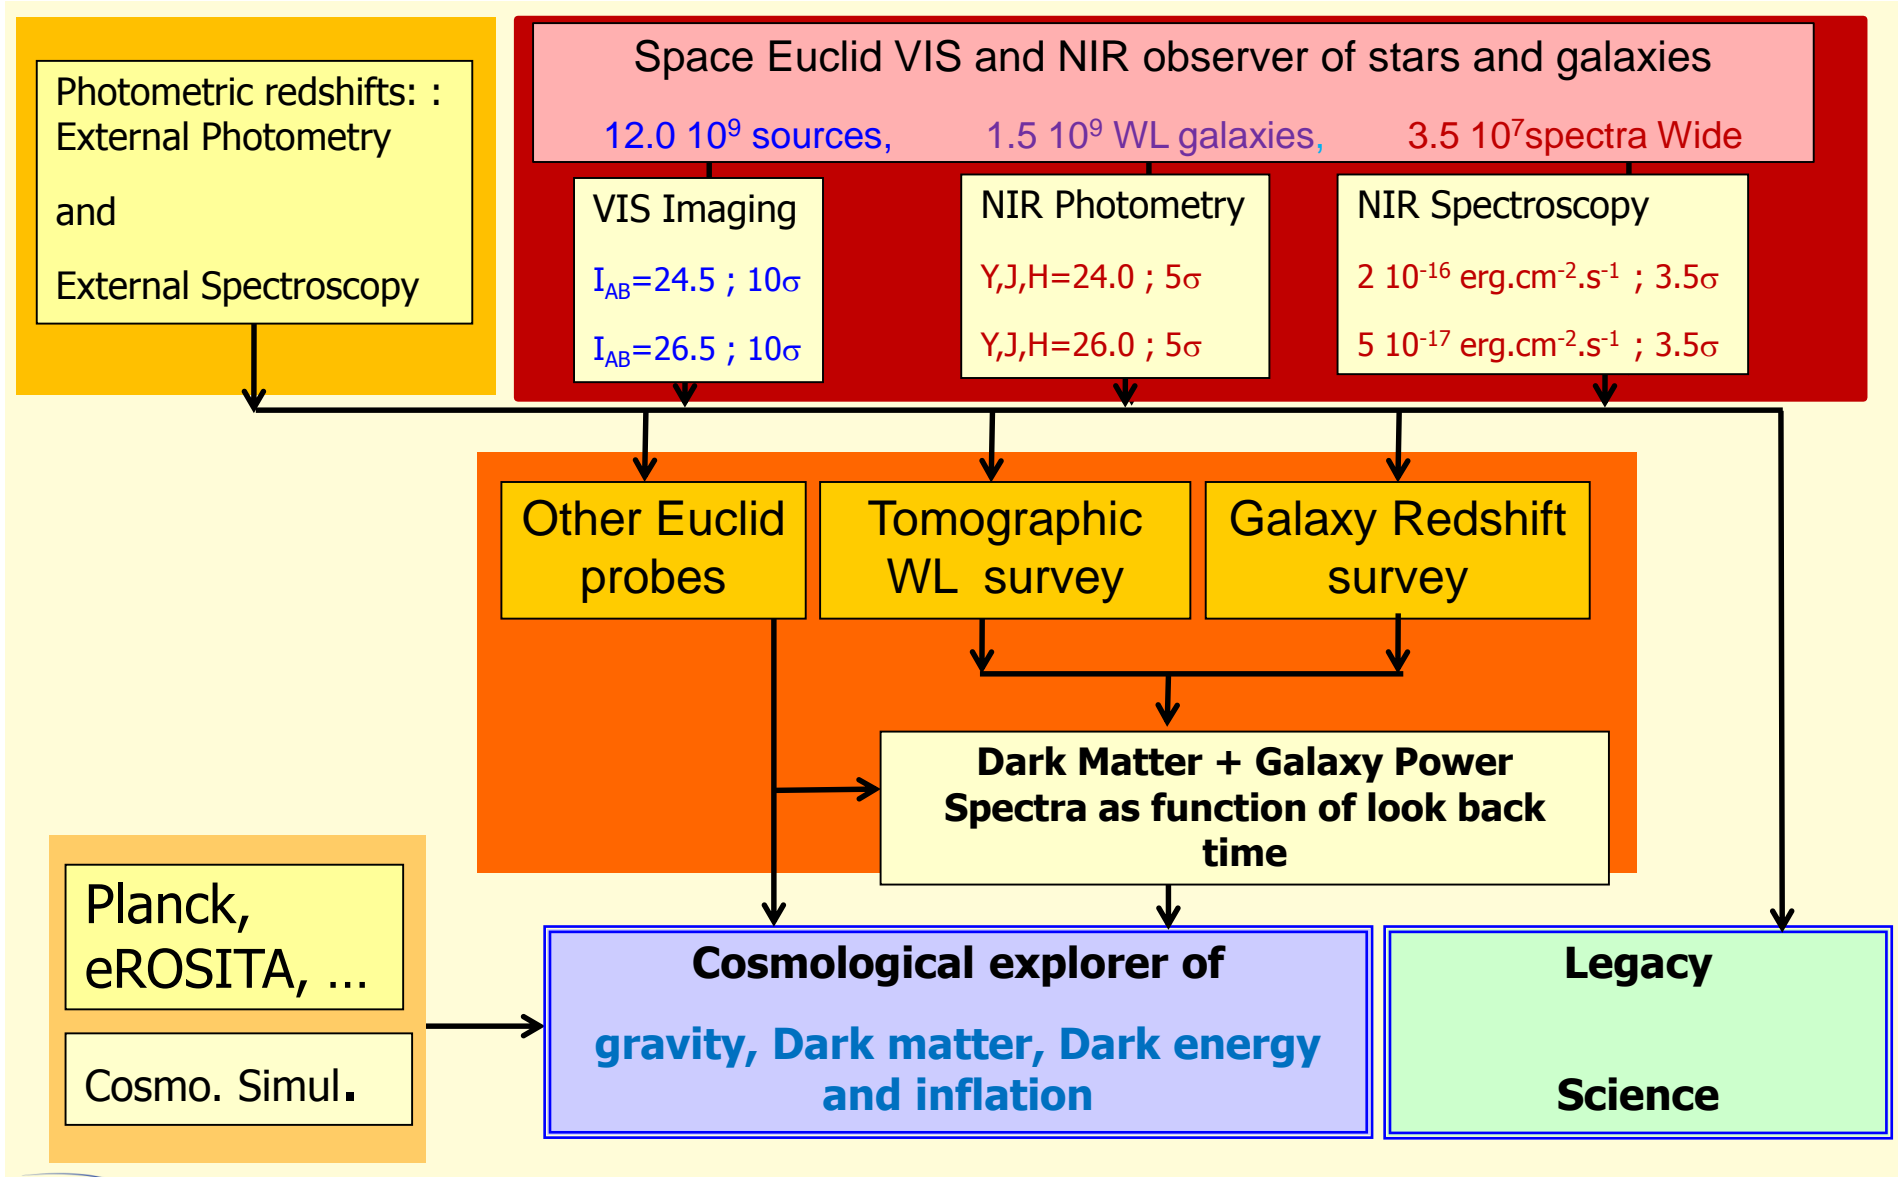 Photometric redshifts: :
External Photometry
and
External Spectroscopy
Space Euclid VIS and NIR observer of stars and galaxies
12.0 10⁹ sources, 1.5 10⁹ WL galaxies, 3.5 10⁷spectra Wide
VIS Imaging
I_AB=24.5 ; 10σ
I_AB=26.5 ; 10σ
NIR Photometry
Y,J,H=24.0 ; 5σ
Y,J,H=26.0 ; 5σ
NIR Spectroscopy
2 10⁻¹⁶ erg.cm⁻².s⁻¹ ; 3.5σ
5 10⁻¹⁷ erg.cm⁻².s⁻¹ ; 3.5σ
Other Euclid
probes
Tomographic
WL survey
Galaxy Redshift
survey
Dark Matter + Galaxy Power
Spectra as function of look back
time
Planck,
eROSITA, ...
Cosmo. Simul.
Cosmological explorer of
gravity, Dark matter, Dark energy
and inflation
Legacy
Science